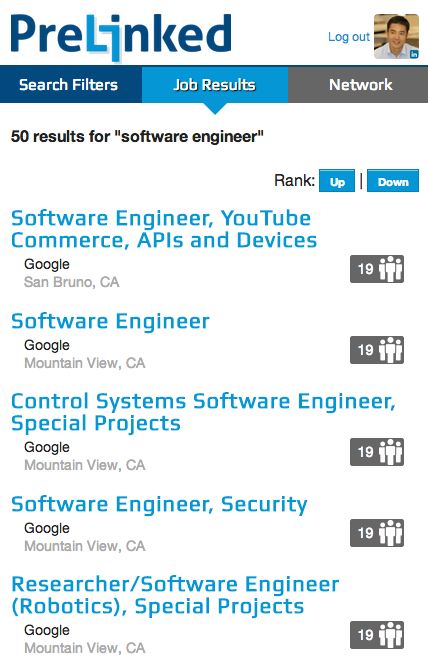 PreLinked
Log out
in
Search Filters
Job Results
Network
50 results for "software engineer"
Rank: Up | Down
Software Engineer, YouTube
Commerce, APIs and Devices
Google
San Bruno, CA
19
Software Engineer
Google
Mountain View, CA
19
Control Systems Software Engineer,
Special Projects
Google
Mountain View, CA
19
Software Engineer, Security
Google
Mountain View, CA
19
Researcher/Software Engineer
(Robotics), Special Projects
Google
Mountain View, CA
19